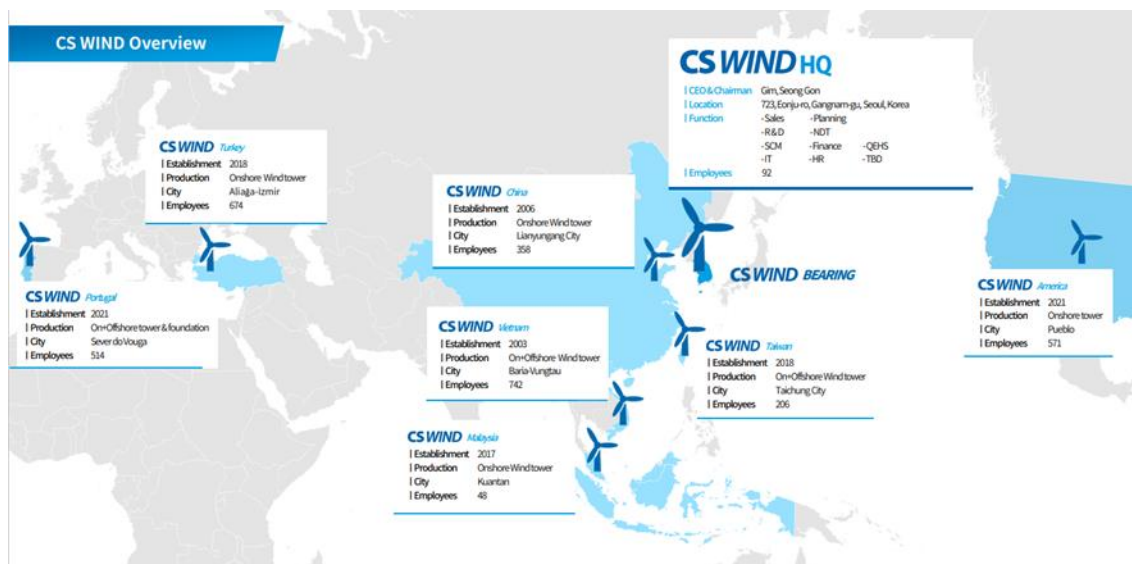 CS WIND Overview
CS WIND HQ
| CEO & Chairman Gim, Seong Gon
| Location 723, Eonju-ro, Gangnam-gu, Seoul, Korea
| Function -Sales -Planning
-R&D -NDT
-SCM -Finance -QEHS
-IT -HR -TBD
| Employees 92
CS WIND Turkey
| Establishment 2018
| Production Onshore Wind tower
| City Aliağa-izmir
| Employees 674
CS WIND China
| Establishment 2006
| Production Onshore Wind tower
| City Lianyungang City
| Employees 358
CS WIND BEARING
CS WIND Portugal
| Establishment 2021
| Production On+Offshore tower & foundation
| City Sever do Vouga
| Employees 514
CS WIND Vietnam
| Establishment 2003
| Production On+Offshore Wind tower
| City Baria-Vungtau
| Employees 742
CS WIND Taiwan
| Establishment 2018
| Production On+Offshore Wind tower
| City Taichung City
| Employees 206
CS WIND America
| Establishment 2021
| Production Onshore tower
| City Pueblo
| Employees 571
CS WIND Malaysia
| Establishment 2017
| Production Onshore Wind tower
| City Kuantan
| Employees 48